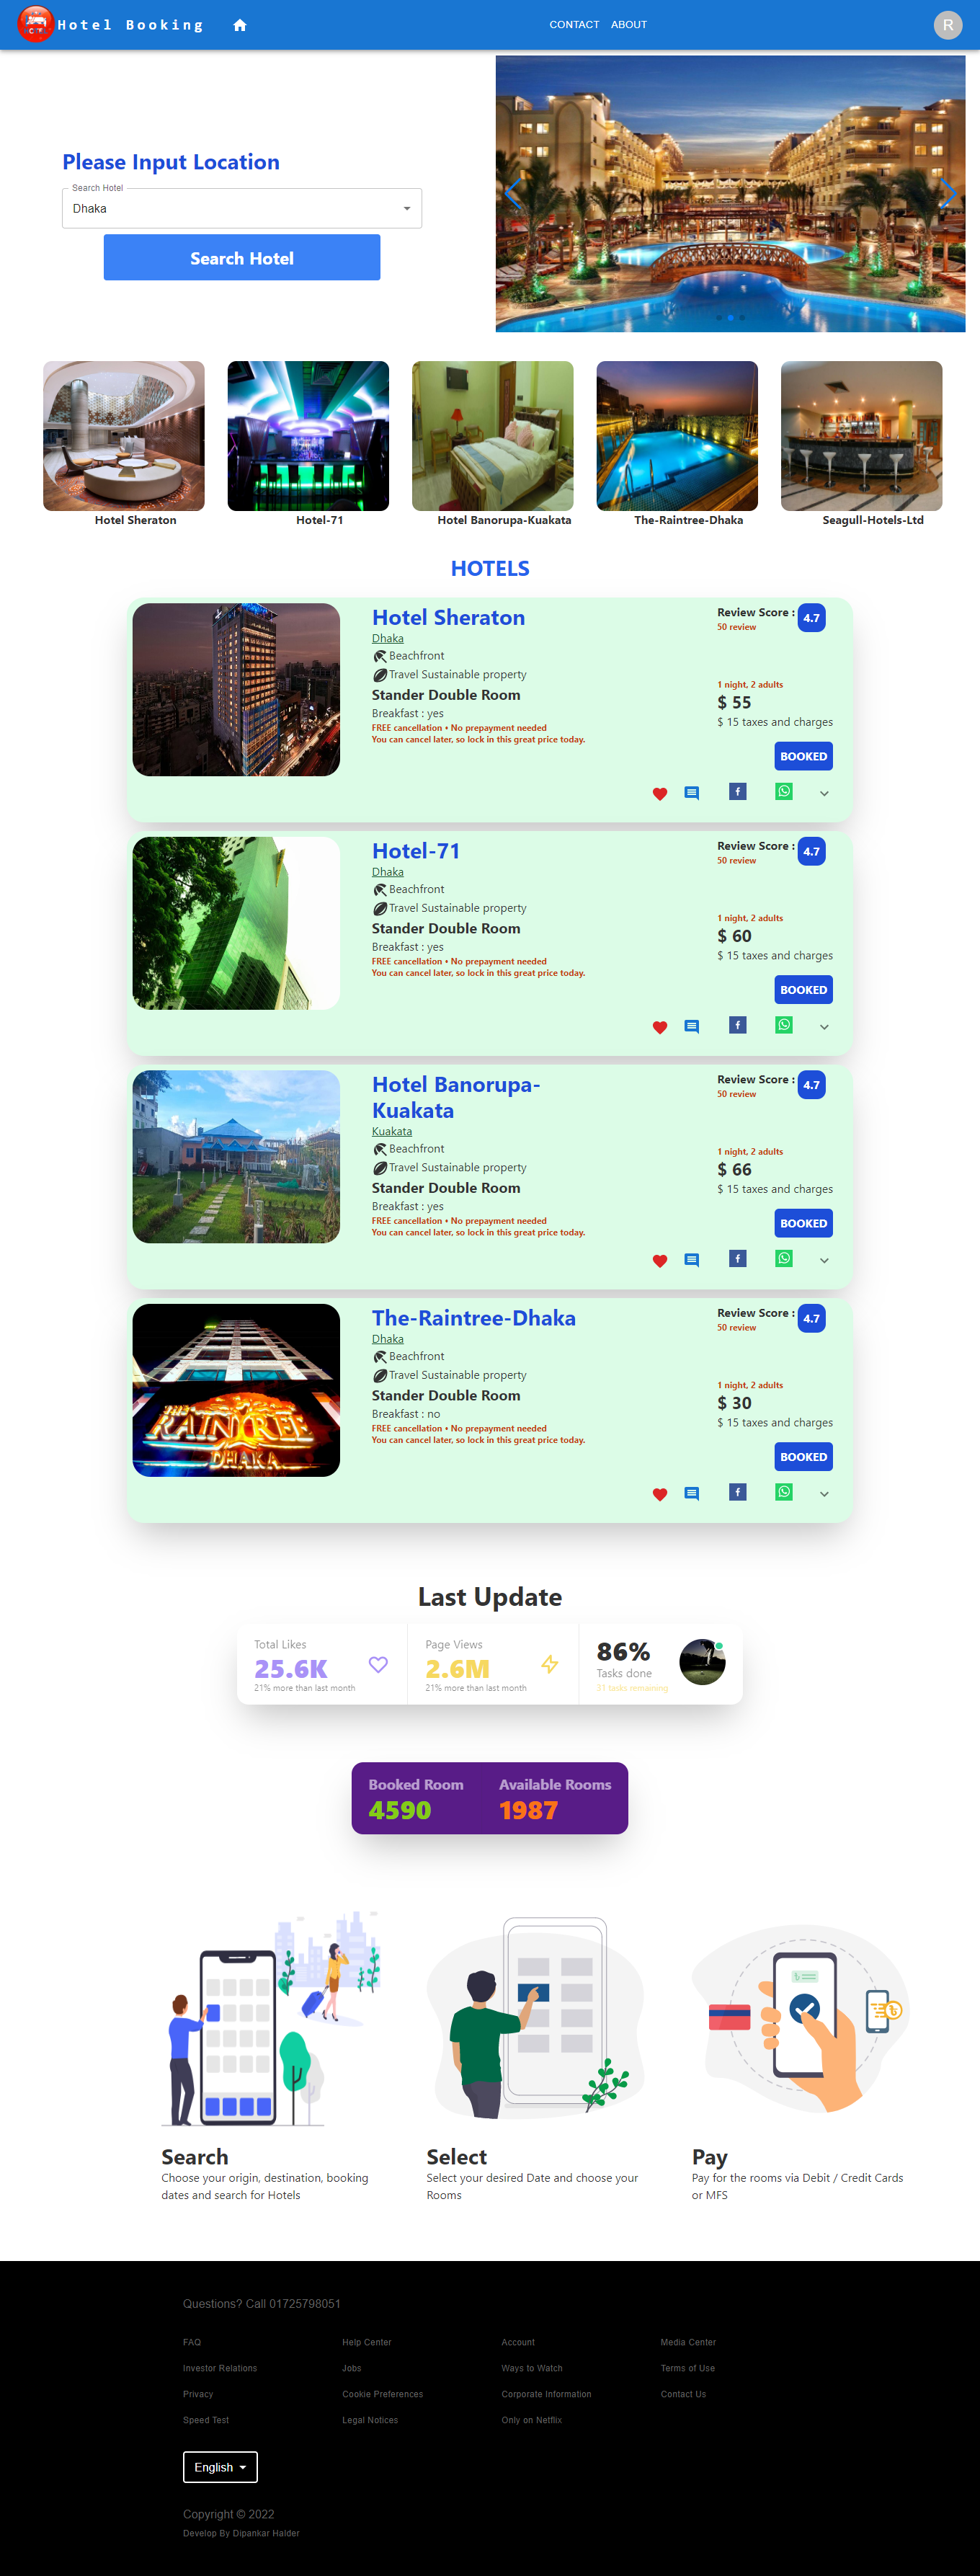 Hotel Booking
CONTACT ABOUT
R
Please Input Location
Search Hotel
Dhaka
Search Hotel
Hotel Sheraton
Hotel-71
Hotel Banorupa-Kuakata
The-Raintree-Dhaka
Seagull-Hotels-Ltd
HOTELS
Hotel Sheraton
Dhaka
Beachfront
Travel Sustainable property
Stander Double Room
Breakfast : yes
FREE cancellation • No prepayment needed
You can cancel later, so lock in this great price today.
Review Score : 4.7
50 review
1 night, 2 adults
$ 55
$ 15 taxes and charges
BOOKED
Hotel-71
Dhaka
Beachfront
Travel Sustainable property
Stander Double Room
Breakfast : yes
FREE cancellation • No prepayment needed
You can cancel later, so lock in this great price today.
Review Score : 4.7
50 review
1 night, 2 adults
$ 60
$ 15 taxes and charges
BOOKED
Hotel Banorupa-
Kuakata
Kuakata
Beachfront
Travel Sustainable property
Stander Double Room
Breakfast : yes
FREE cancellation • No prepayment needed
You can cancel later, so lock in this great price today.
Review Score : 4.7
50 review
1 night, 2 adults
$ 66
$ 15 taxes and charges
BOOKED
THE
RAINTREE
DHAKA
The-Raintree-Dhaka
Dhaka
Beachfront
Travel Sustainable property
Stander Double Room
Breakfast : no
FREE cancellation • No prepayment needed
You can cancel later, so lock in this great price today.
Review Score : 4.7
50 review
1 night, 2 adults
$ 30
$ 15 taxes and charges
BOOKED
Last Update
Total Likes
25.6K
21% more than last month
Page Views
2.6M
21% more than last month
86%
Tasks done
31 tasks remaining
Booked Room
4590
Available Rooms
1987
Search
Choose your origin, destination, booking
dates and search for Hotels
Select
Select your desired Date and choose your
Rooms
Pay
Pay for the rooms via Debit / Credit Cards
or MFS
Questions? Call 01725798051
FAQ
Help Center
Account
Media Center
Investor Relations
Jobs
Ways to Watch
Terms of Use
Privacy
Cookie Preferences
Corporate Information
Contact Us
Speed Test
Legal Notices
Only on Netflix
English
Copyright © 2022
Develop By Dipankar Halder